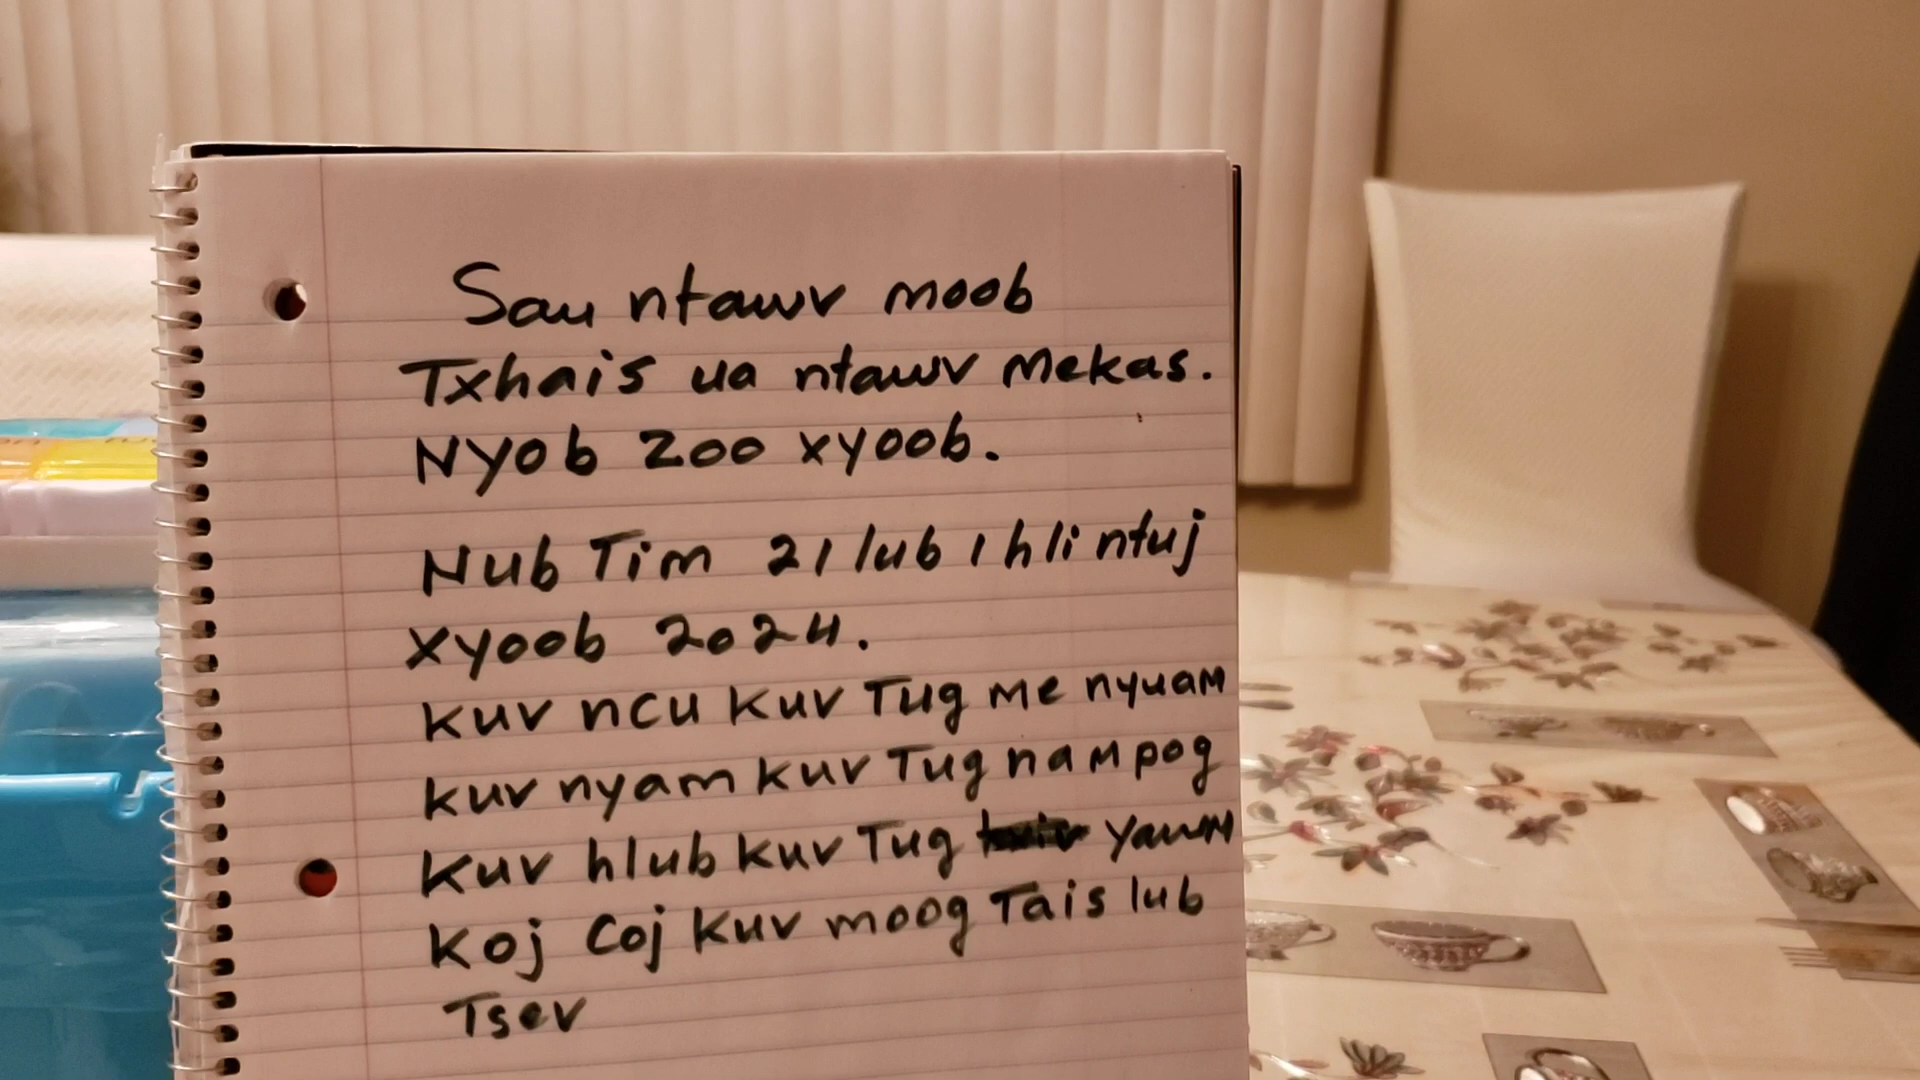 Sau ntawv moob
Txhais ua ntawv Mekas.
NYOb Zoo xyoob.
Nub Tim 21 lub 1 hli ntuj
xyoob 2024.
Kuv ncu kuv Tug me nyuam
kuv nyam kuv Tug nam pog
Kuv hlub kuv Tug yawm
Koj Coj kuv moog Tais lub
Tsev